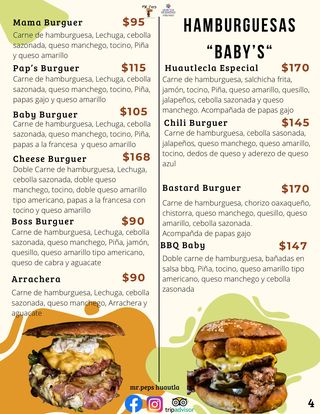 Mama Burguer $95
Carne de hamburguesa, Lechuga, cebolla
sazonada, queso manchego, tocino, Piña
y queso amarillo
Pap's Burguer $115
Carne de hamburguesa, Lechuga, cebolla
sazonada, queso manchego, tocino, Piña,
papas gajo y queso amarillo
Baby Burguer $105
Carne de hamburguesa, Lechuga, cebolla
sazonada, queso manchego, tocino, Piña,
papas a la francesa y queso amarillo
Cheese Burguer $168
Doble Carne de hamburguesa, Lechuga,
cebolla sazonada, doble queso
manchego, tocino, doble queso amarillo
tipo americano, papas a la francesa con
tocino y queso amarillo
Boss Burguer $90
Carne de hamburguesa, Lechuga, cebolla
sazonada, queso manchego, Piña, jamón,
quesillo, queso amarillo tipo americano,
queso de cabra y aguacate
Arrachera $90
Carne de hamburguesa, Lechuga, cebolla
sazonada, queso manchego, Arrachera y
aguacate
HAMBURGUESAS
"BABY'S"
Huautlecla Especial $170
Carne de hamburguesa, salchicha frita,
jamón, tocino, Piña, queso amarillo, quesillo,
jalapeños, cebolla sazonada y queso
manchego. Acompañada de papas gajo
Chili Burguer $145
Carne de hamburguesa, cebolla sasonada,
jalapeños, queso manchego, queso amarillo,
tocino, dedos de queso y aderezo de queso
azul
Bastard Burguer $170
Carne de hamburguesa, chorizo oaxaqueño,
chistorra, queso manchego, quesillo, queso
amarillo, cebolla sazonada.
Acompañada de papas gajo
BBQ Baby $147
Doble carne de hamburguesa, bañadas en
salsa bbq, Piña, tocino, queso amarillo tipo
americano, queso manchego y cebolla
zasonada
mr.peps huautla
tripadvisor
4